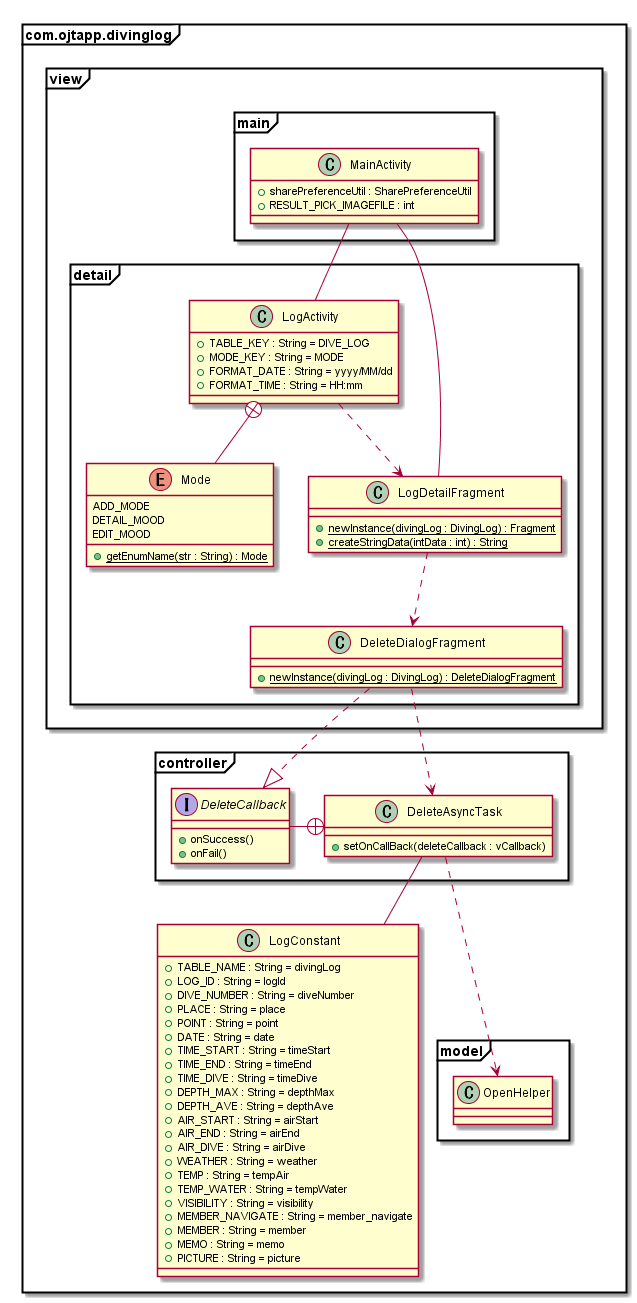 com.ojtapp.divinglog
view
main
C MainActivity
sharePreferenceUtil : SharePreferenceUtil
RESULT_PICK_IMAGEFILE : int
detail
C LogActivity
TABLE_KEY : String = DIVE_LOG
MODE_KEY : String = MODE
FORMAT_DATE : String = yyyy/MM/dd
FORMAT_TIME : String = HH:mm
E Mode
ADD_MODE
DETAIL_MOOD
EDIT_MOOD
getEnumName(str : String) : Mode
C LogDetailFragment
newInstance(divingLog : DivingLog) : Fragment
createStringData(intData : int) : String
C DeleteDialogFragment
newInstance(divingLog : DivingLog) : DeleteDialogFragment
controller
I DeleteCallback
onSuccess()
onFail()
C DeleteAsyncTask
setOnCallBack(deleteCallback : vCallback)
C LogConstant
TABLE_NAME : String = divingLog
LOG_ID : String = logId
DIVE_NUMBER : String = diveNumber
PLACE : String = place
POINT : String = point
DATE : String = date
TIME_START : String = timeStart
TIME_END : String = timeEnd
TIME_DIVE : String = timeDive
DEPTH_MAX : String = depthMax
DEPTH_AVE : String = depthAve
AIR_START : String = airStart
AIR_END : String = airEnd
AIR_DIVE : String = airDive
WEATHER : String = weather
TEMP : String = tempAir
TEMP_WATER : String = tempWater
VISIBILITY : String = visibility
MEMBER_NAVIGATE : String = member_navigate
MEMBER : String = member
MEMO : String = memo
PICTURE : String = picture
model
C OpenHelper